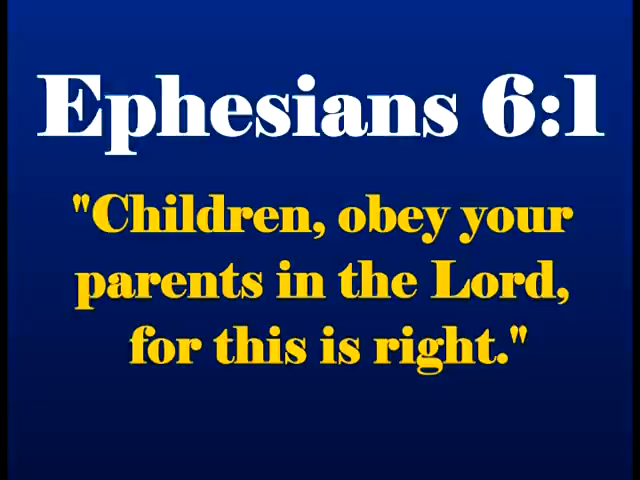 Ephesians 6:1
"Children, obey your
parents in the Lord,
for this is right."